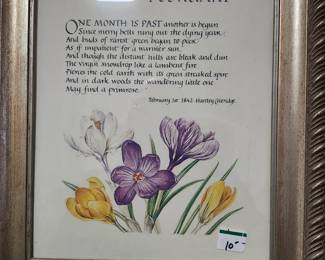 ONE MONTH IS PAST another is begun
Since merry bells rung out the dying year
And buds of rarest green began to peer
As if impatient for a warmer sun.
And though the distant hills are bleak and dun
The virgin snowdrop like a lambent fire
Pierces the cold earth with its green streaked spire
And in dark woods the wandering little one
May find a primrose.
February 1st 1842 - Hartley Coleridge
10--